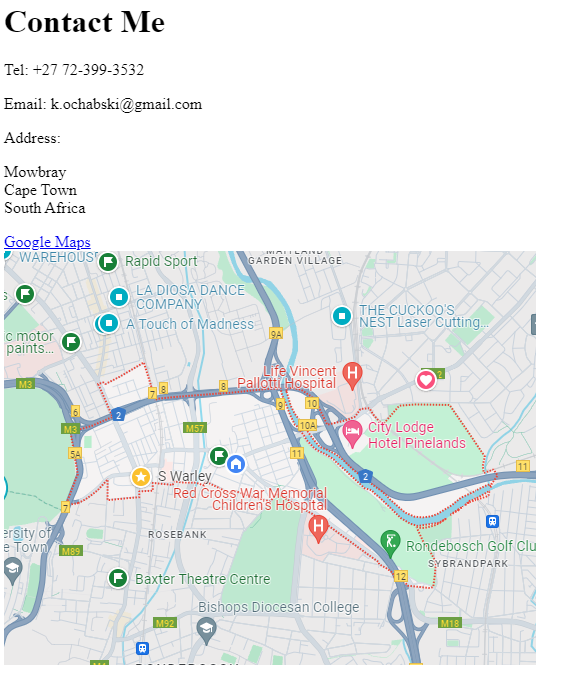 Contact Me
Tel: +27 72-399-3532
Email: k.ochabski@gmail.com
Address:
Mowbray
Cape Town
South Africa
Google Maps
GARDEN VILLAGE
WAREHOUS
Rapid Sport
s
LA DIOSA DANCE
COMPANY
A Touch of Madness
THE CUCKOO'S
NEST Laser Cutting...
c motor
paints...
9A
2
Life Vincent
Pallotti Hospital
M3
7
8
8
9
10
6
2
M3
M57
10A
City Lodge
Hotel Pinelands
5A
11
11
S Warley
2
Red Cross War Memorial
Children's Hospital
7
ROSEBANK
ersity of
e Town
M89
Rondebosch Golf Clu
SYBRANDPARK
12
Baxter Theatre Centre
Bishops Diocesan College
M92
M18